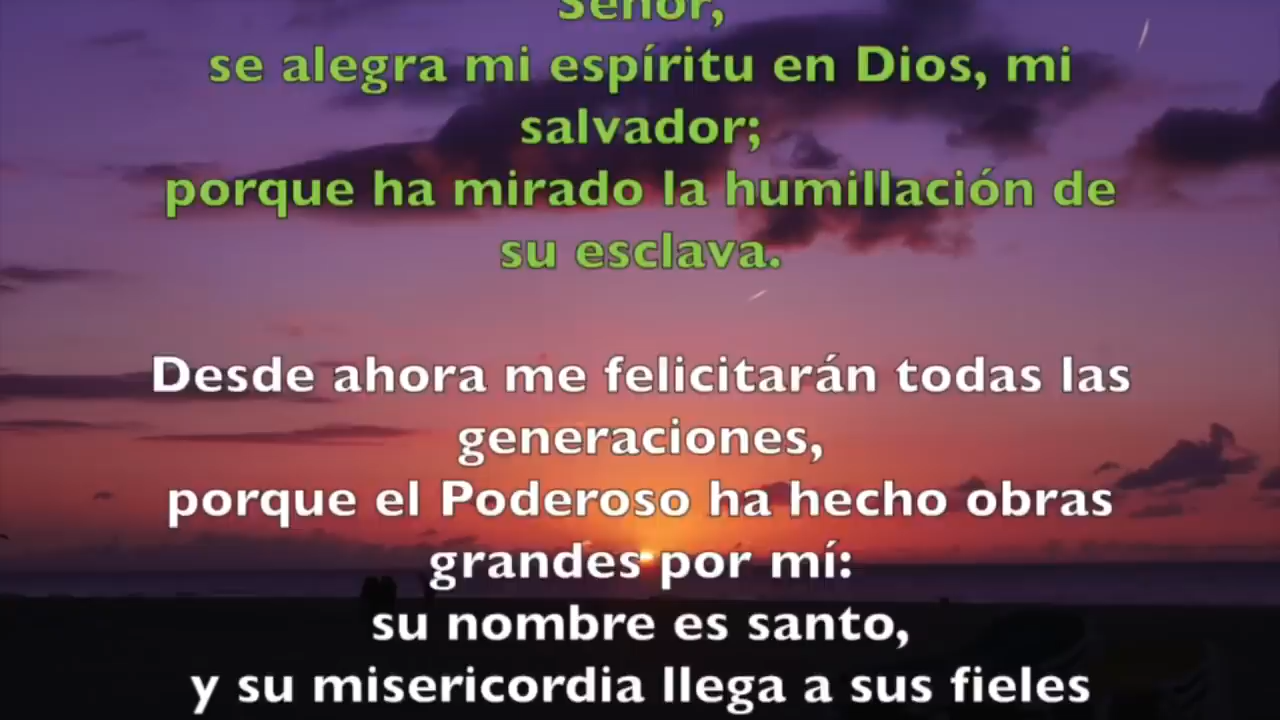 Señor,
se alegra mi espíritu en Dios, mi
salvador;
porque ha mirado la humillación de
su esclava.
Desde ahora me felicitarán todas las
generaciones,
porque el Poderoso ha hecho obras
grandes por mí:
su nombre es santo,
y su misericordia llega a sus fieles